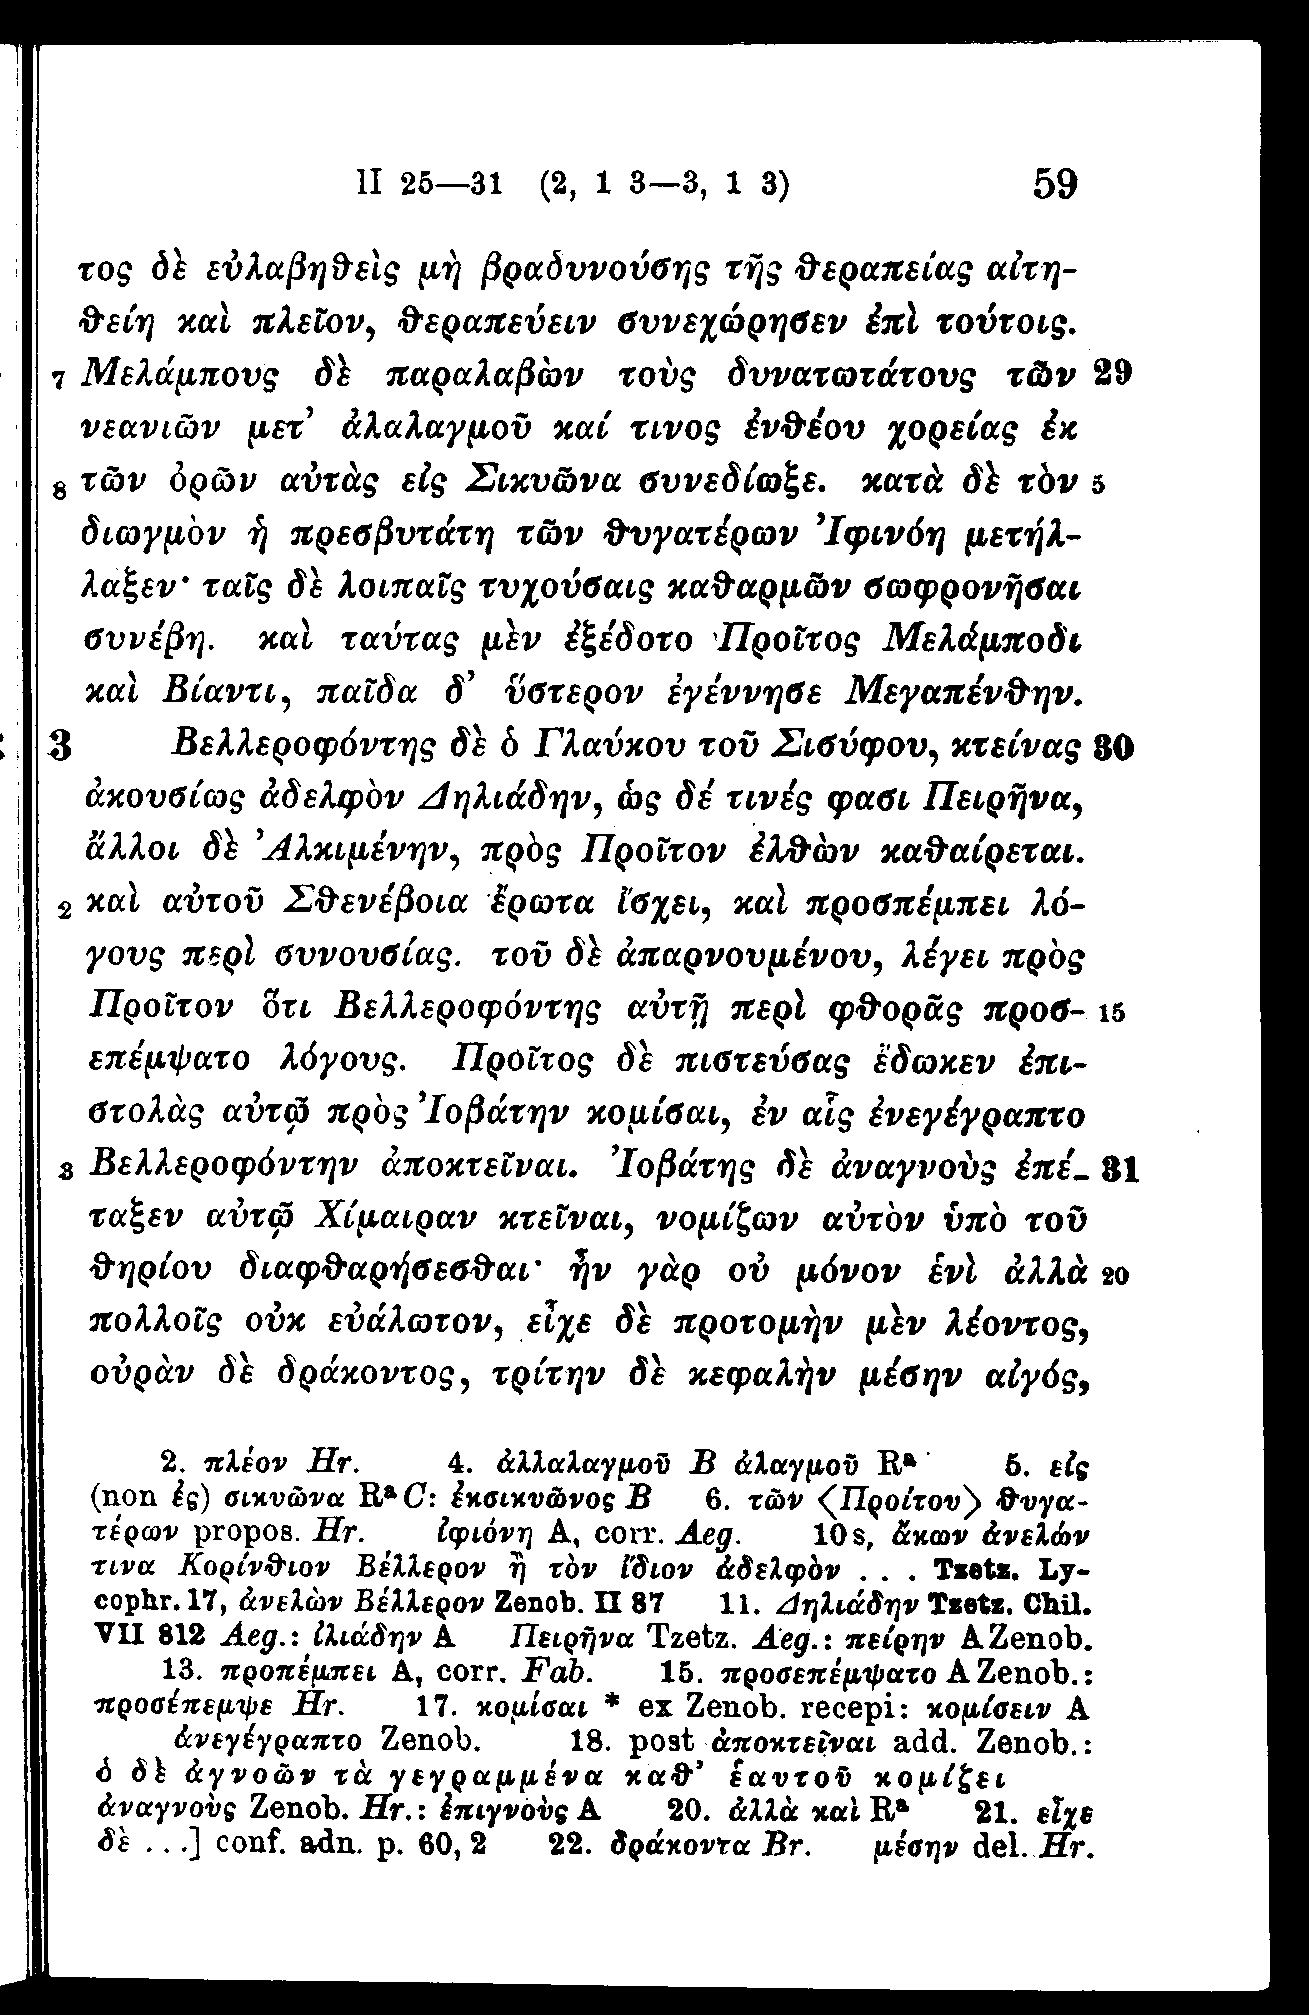 II 25—31 (2, 1 3—3, 1 3) 59
τος δὲ εὐλαβηθεὶς μὴ βραδυνούσης τῆς θεραπείας αἰτη-
θείη καὶ πλεῖον, θεραπεύειν συνεχώρησεν ἐπὶ τούτοις.
7 Μελάμπους δὲ παραλαβὼν τοὺς δυνατωτάτους τῶν 29
νεανιῶν μετ’ ἀλαλαγμοῦ καί τινος ἐνθέου χορείας ἐκ
8 τῶν ὀρῶν αὐτὰς εἰς Σικυῶνα συνεδίωξε. κατὰ δὲ τὸν 5
διωγμὸν ἡ πρεσβυτάτη τῶν θυγατέρων Ἰφινόη μετήλ-
λαξεν· ταῖς δὲ λοιπαῖς τυχούσαις καθαρμῶν σωφρονῆσαι
συνέβη. καὶ ταύτας μὲν ἐξέδοτο Προῖτος Μελάμποδι
καὶ Βίαντι, παῖδα δ’ ὕστερον ἐγέννησε Μεγαπένθην.
3 Βελλεροφόντης δὲ ὁ Γλαύκου τοῦ Σισύφου, κτείνας 30
ἀκουσίως ἀδελφὸν Δηλιάδην, ὡς δέ τινές φασι Πειρῆνα,
ἄλλοι δὲ Ἀλκιμένην, πρὸς Προῖτον ἐλθὼν καθαίρεται.
2 καὶ αὐτοῦ Σθενέβοια ἔρωτα ἴσχει, καὶ προσπέμπει λό-
γους περὶ συνουσίας. τοῦ δὲ ἀπαρνουμένου, λέγει πρὸς
Προῖτον ὅτι Βελλεροφόντης αὐτῇ περὶ φθορᾶς προσ- 15
επέμψατο λόγους. Προῖτος δὲ πιστεύσας ἔδωκεν ἐπι-
στολὰς αὐτῷ πρὸς Ἰοβάτην κομίσαι, ἐν αἷς ἐνεγέγραπτο
3 Βελλεροφόντην ἀποκτεῖναι. Ἰοβάτης δὲ ἀναγνοὺς ἐπέ- 31
ταξεν αὐτῷ Χίμαιραν κτεῖναι, νομίζων αὐτὸν ὑπὸ τοῦ
θηρίου διαφθαρήσεσθαι· ἦν γὰρ οὐ μόνον ἑνὶ ἀλλὰ 20
πολλοῖς οὐκ εὐάλωτον, εἶχε δὲ προτομὴν μὲν λέοντος,
οὐρὰν δὲ δράκοντος, τρίτην δὲ κεφαλὴν μέσην αἰγός,
2. πλέον Hr. 4. ἀλλαλαγμοῦ B ἀλαγμοῦ Rᵃ 5. εἰς
(non ἐς) σικυῶνα Rᵃ C: ἐκσικυῶνος B 6. τῶν ⟨Προίτου⟩ θυγα-
τέρων propos. Hr. ἰφιόνη A, corr. Aeg. 10 s, ἄκων ἀνελών
τινα Κορίνθιον Βέλλερον ἢ τὸν ἴδιον ἀδελφὸν . . . Tzetz. Ly-
cophr. 17, ἀνελὼν Βέλλερον Zenob. II 87 11. Δηλιάδην Tzetz. Chil.
VII 812 Aeg.: ἰλιάδην A Πειρῆνα Tzetz. Aeg.: πείρην A Zenob.
13. προπέμπει A, corr. Fab. 15. προσεπέμψατο A Zenob.:
προσέπεμψε Hr. 17. κομίσαι * ex Zenob. recepi: κομίσειν A
ἀνεγέγραπτο Zenob. 18. post ἀποκτεῖναι add. Zenob.:
ὁ δὲ ἀγνοῶν τὰ γεγραμμένα καθ’ ἑαυτοῦ κομίζει
ἀναγνοὺς Zenob. Hr.: ἐπιγνοὺς A 20. ἀλλὰ καὶ Rᵃ 21. εἶχε
δὲ . . .] conf. adn. p. 60, 2 22. δράκοντα Br. μέσην del. Hr.